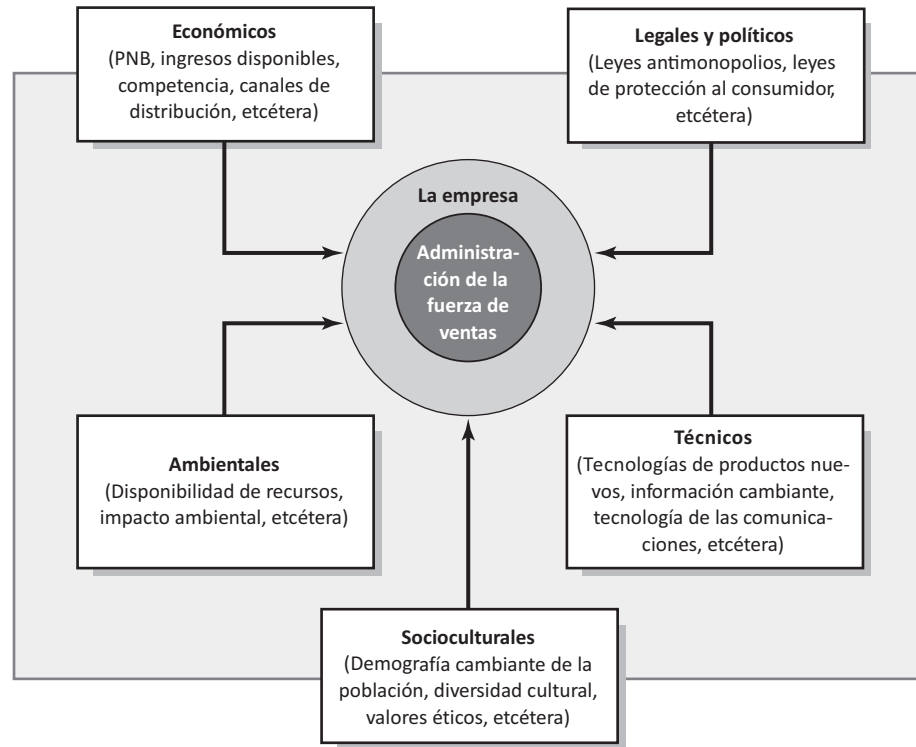 Económicos
(PNB, ingresos disponibles,
competencia, canales de
distribución, etcétera)
Legales y políticos
(Leyes antimonopolios, leyes
de protección al consumidor,
etcétera)
La empresa
Administra-
ción de la
fuerza de
ventas
Ambientales
(Disponibilidad de recursos,
impacto ambiental, etcétera)
Técnicos
(Tecnologías de productos nue-
vos, información cambiante,
tecnología de las comunica-
ciones, etcétera)
Socioculturales
(Demografía cambiante de la
población, diversidad cultural,
valores éticos, etcétera)